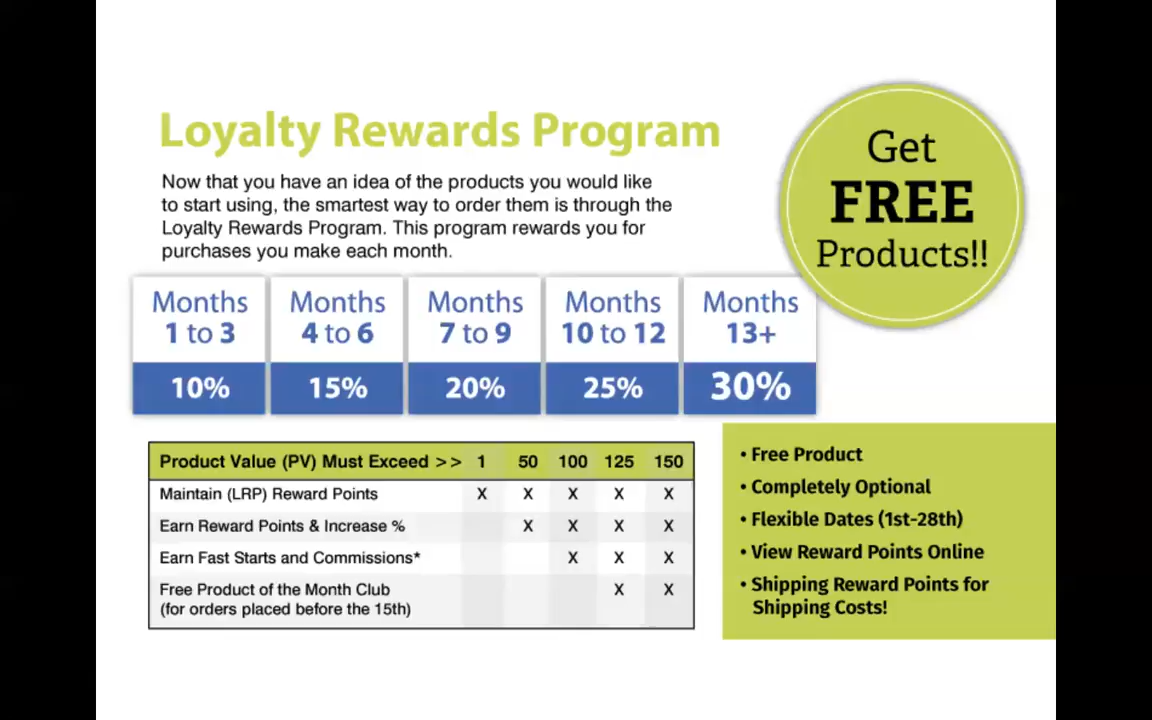 Loyalty Rewards Program
Now that you have an idea of the products you would like
to start using, the smartest way to order them is through the
Loyalty Rewards Program. This program rewards you for
purchases you make each month.
Get
FREE
Products!!
Months Months Months Months Months
1 to 3 4 to 6 7 to 9 10 to 12 13+
10% 15% 20% 25% 30%
Product Value (PV) Must Exceed >> 1 50 100 125 150
Maintain (LRP) Reward Points X X X X X
Earn Reward Points & Increase % X X X X
Earn Fast Starts and Commissions* X X X
Free Product of the Month Club X X
(for orders placed before the 15th)
• Free Product
• Completely Optional
• Flexible Dates (1st-28th)
• View Reward Points Online
• Shipping Reward Points for
Shipping Costs!